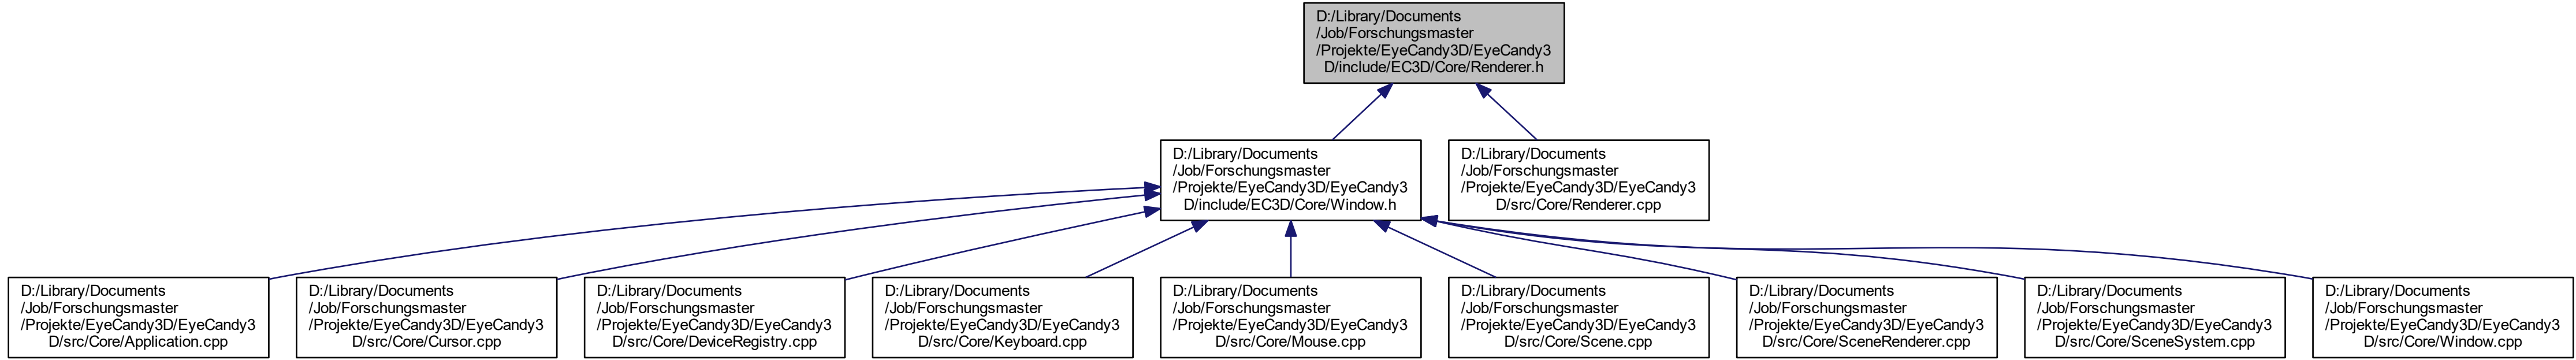 D:/Library/Documents
/Job/Forschungsmaster
/Projekte/EyeCandy3D/EyeCandy3
D/include/EC3D/Core/Renderer.h
D:/Library/Documents
/Job/Forschungsmaster
/Projekte/EyeCandy3D/EyeCandy3
D/include/EC3D/Core/Window.h
D:/Library/Documents
/Job/Forschungsmaster
/Projekte/EyeCandy3D/EyeCandy3
D/src/Core/Renderer.cpp
D:/Library/Documents
/Job/Forschungsmaster
/Projekte/EyeCandy3D/EyeCandy3
D/src/Core/Application.cpp
D:/Library/Documents
/Job/Forschungsmaster
/Projekte/EyeCandy3D/EyeCandy3
D/src/Core/Cursor.cpp
D:/Library/Documents
/Job/Forschungsmaster
/Projekte/EyeCandy3D/EyeCandy3
D/src/Core/DeviceRegistry.cpp
D:/Library/Documents
/Job/Forschungsmaster
/Projekte/EyeCandy3D/EyeCandy3
D/src/Core/Keyboard.cpp
D:/Library/Documents
/Job/Forschungsmaster
/Projekte/EyeCandy3D/EyeCandy3
D/src/Core/Mouse.cpp
D:/Library/Documents
/Job/Forschungsmaster
/Projekte/EyeCandy3D/EyeCandy3
D/src/Core/Scene.cpp
D:/Library/Documents
/Job/Forschungsmaster
/Projekte/EyeCandy3D/EyeCandy3
D/src/Core/SceneRenderer.cpp
D:/Library/Documents
/Job/Forschungsmaster
/Projekte/EyeCandy3D/EyeCandy3
D/src/Core/SceneSystem.cpp
D:/Library/Documents
/Job/Forschungsmaster
/Projekte/EyeCandy3D/EyeCandy3
D/src/Core/Window.cpp